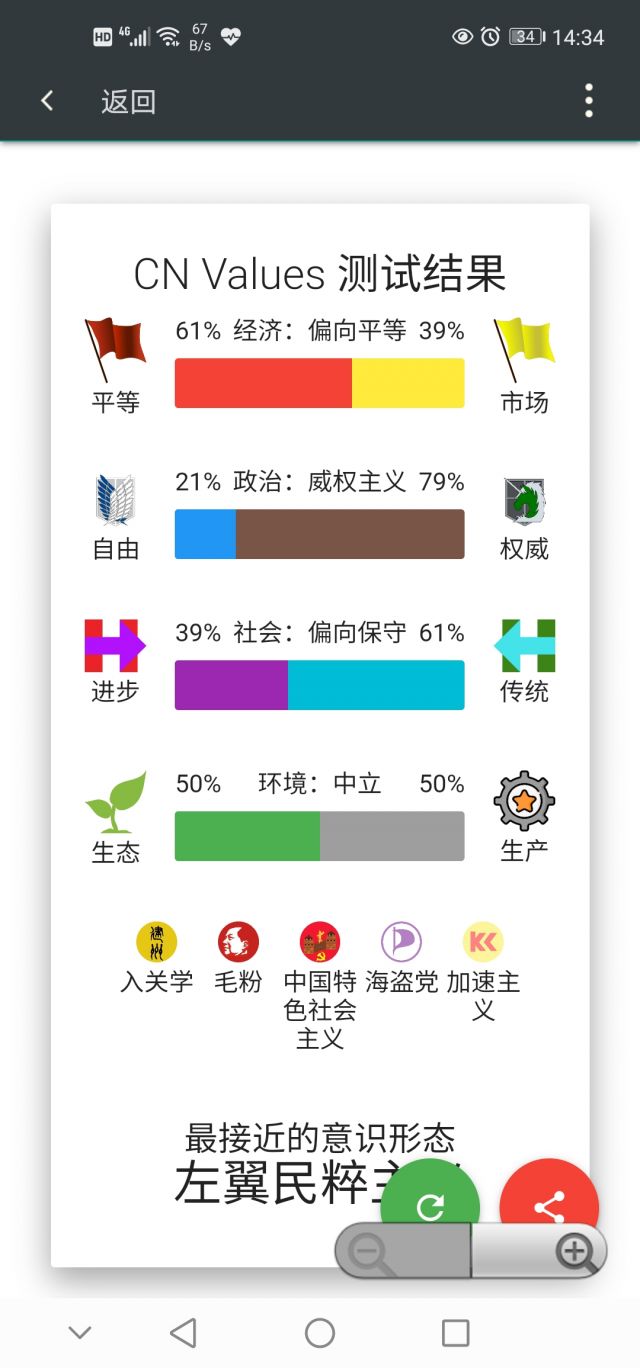 HD 4G 67 B/s 34 14:34
返回
CN Values 测试结果
61% 经济：偏向平等 39%
平等 市场
21% 政治：威权主义 79%
自由 权威
39% 社会：偏向保守 61%
进步 传统
50% 环境：中立 50%
生态 生产
入关学 毛粉 中国特色社会主义 海盗党 加速主义
最接近的意识形态
左翼民粹主